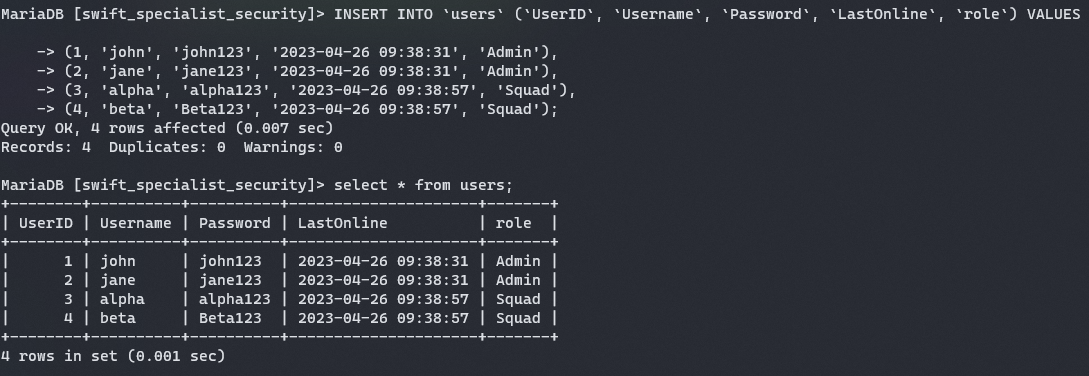 MariaDB [swift_specialist_security]> INSERT INTO `users` (`UserID`, `Username`, `Password`, `LastOnline`, `role`) VALUES
    -> (1, 'john', 'john123', '2023-04-26 09:38:31', 'Admin'),
    -> (2, 'jane', 'jane123', '2023-04-26 09:38:31', 'Admin'),
    -> (3, 'alpha', 'alpha123', '2023-04-26 09:38:57', 'Squad'),
    -> (4, 'beta', 'Beta123', '2023-04-26 09:38:57', 'Squad');
Query OK, 4 rows affected (0.007 sec)
Records: 4  Duplicates: 0  Warnings: 0
MariaDB [swift_specialist_security]> select * from users;
+--------+----------+----------+---------------------+-------+
| UserID | Username | Password | LastOnline          | role  |
+--------+----------+----------+---------------------+-------+
|      1 | john     | john123  | 2023-04-26 09:38:31 | Admin |
|      2 | jane     | jane123  | 2023-04-26 09:38:31 | Admin |
|      3 | alpha    | alpha123 | 2023-04-26 09:38:57 | Squad |
|      4 | beta     | Beta123  | 2023-04-26 09:38:57 | Squad |
+--------+----------+----------+---------------------+-------+
4 rows in set (0.001 sec)